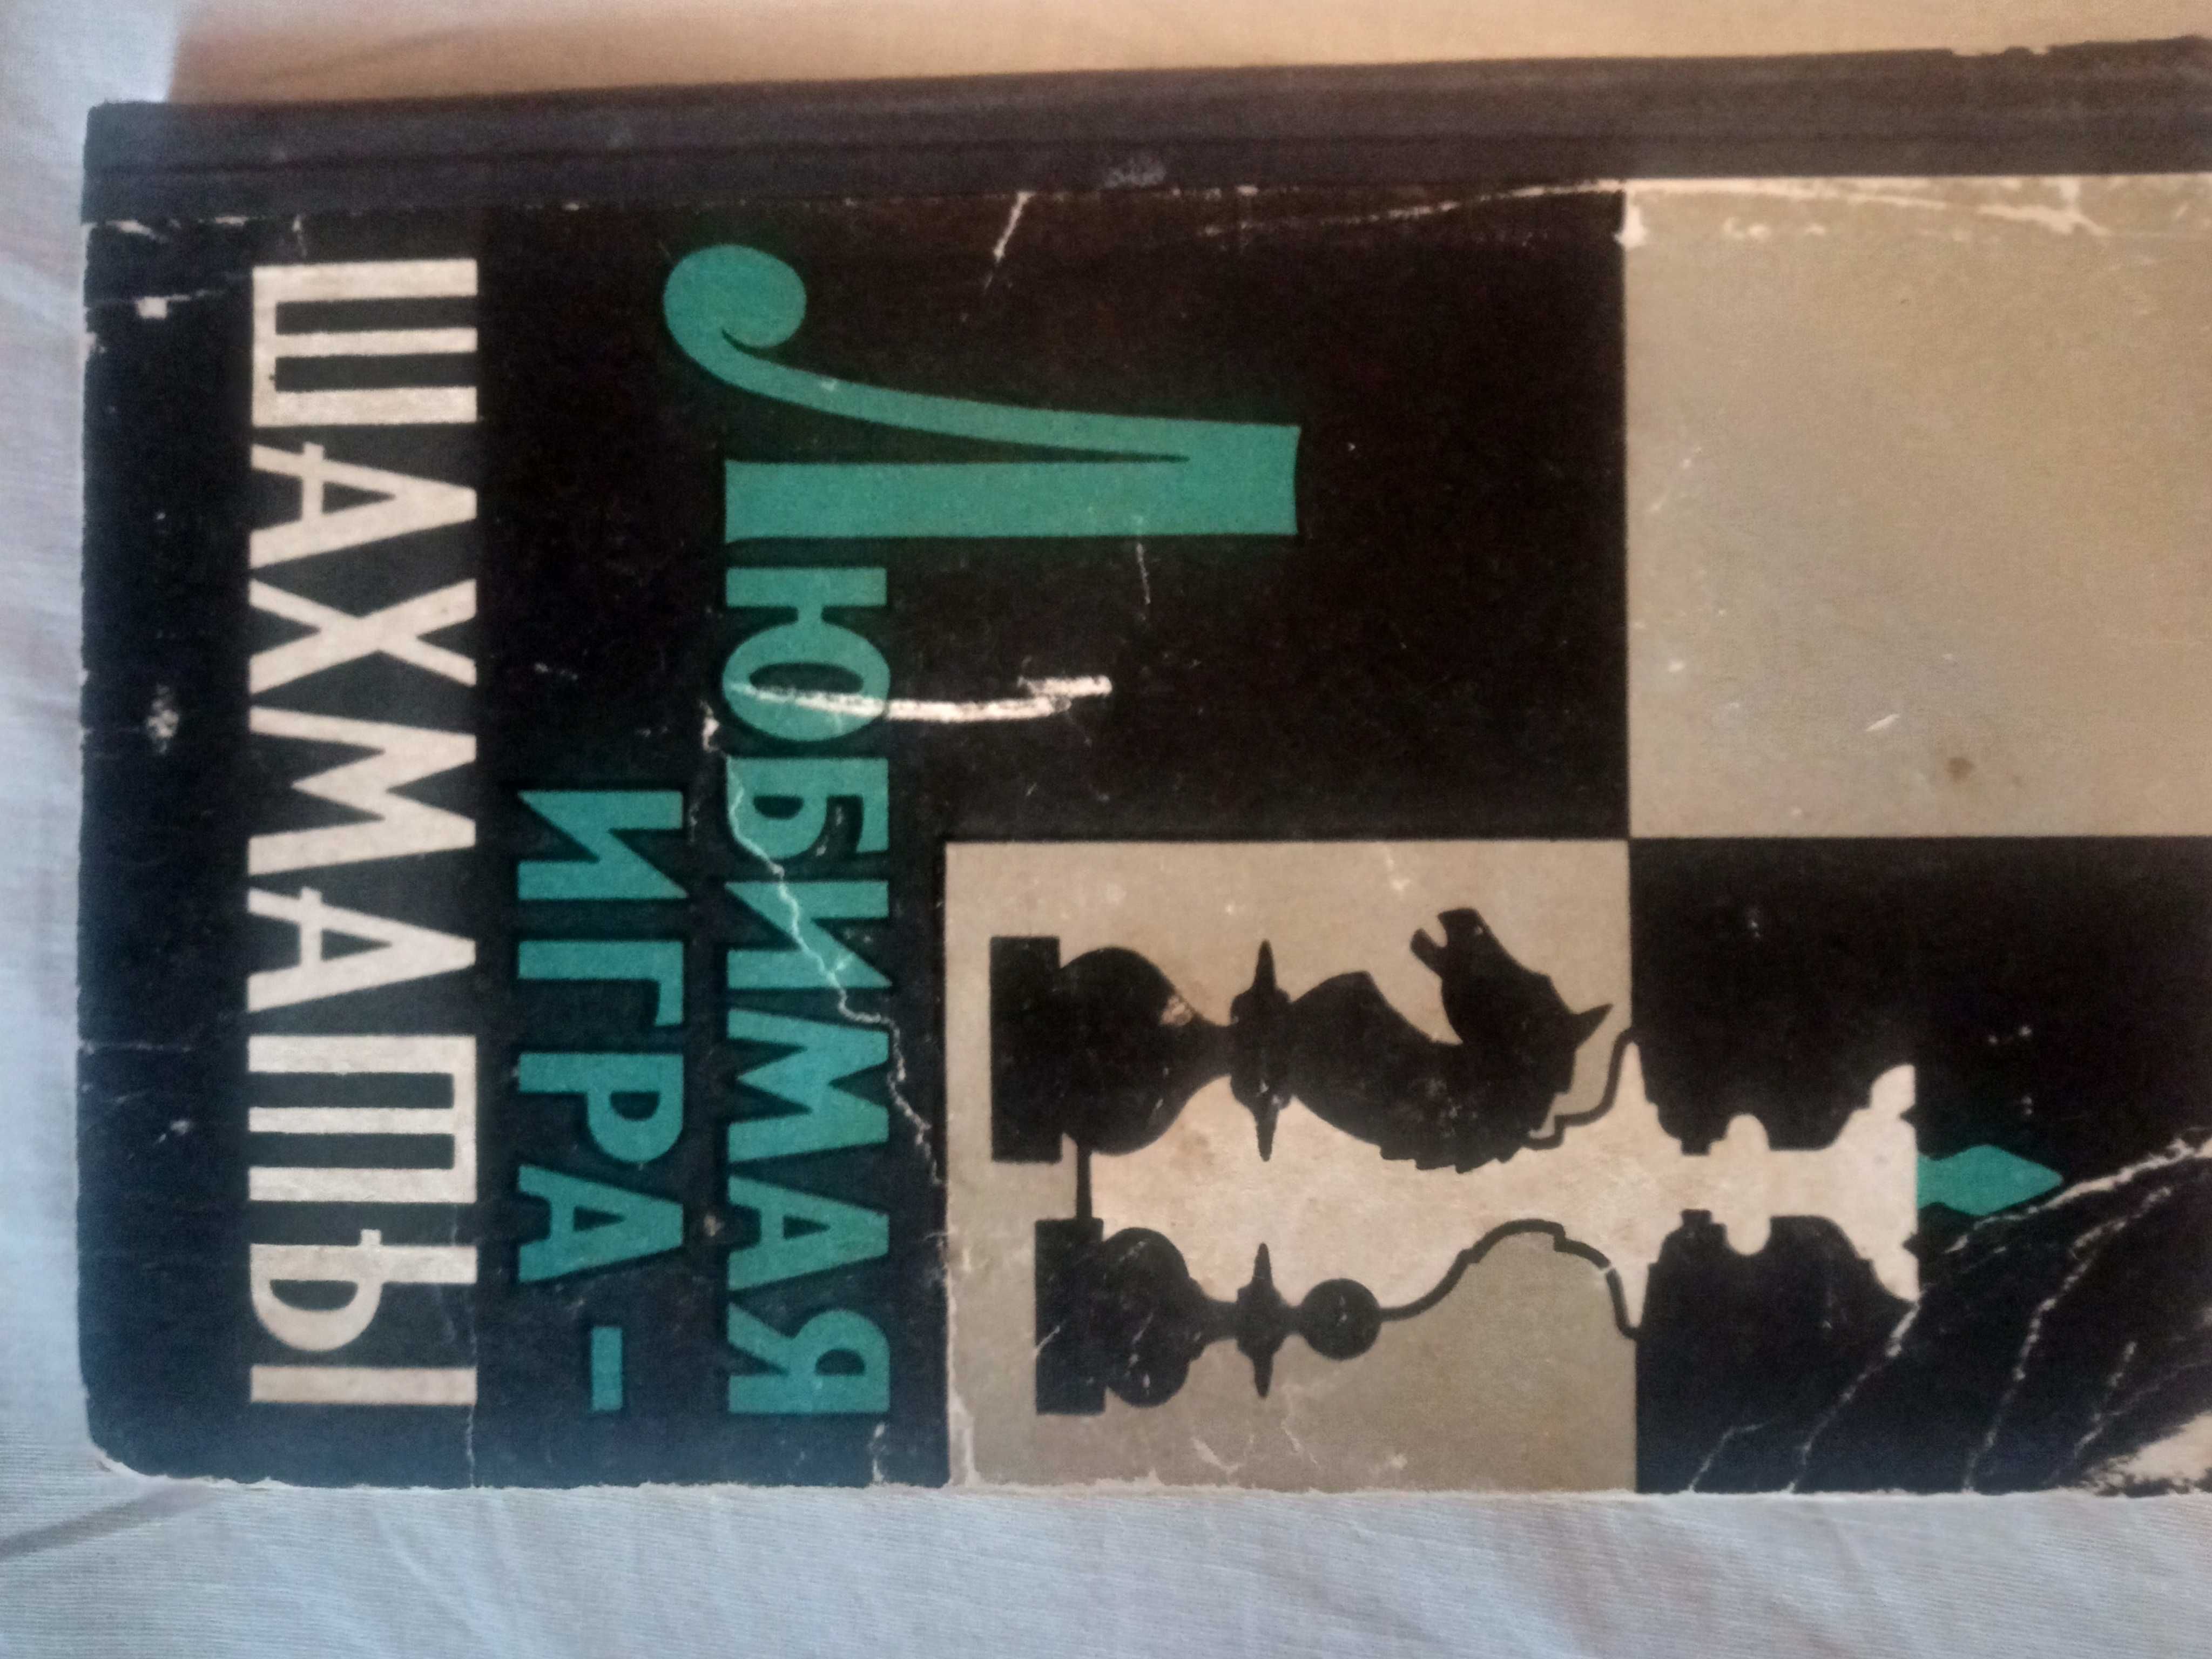 Любимая
игра -
шахматы